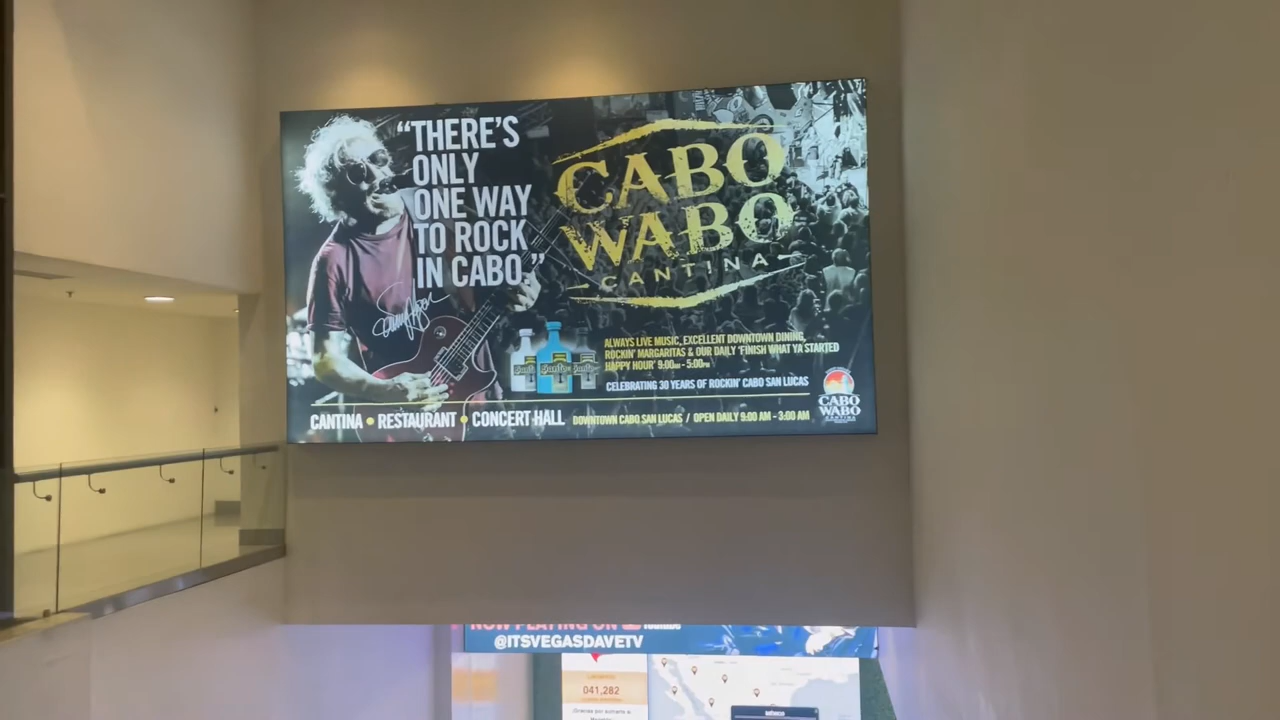 “THERE'S
ONLY
ONE WAY
TO ROCK
IN CABO.”
CABO
WABO
CANTINA
ALWAYS LIVE MUSIC, EXCELLENT DOWNTOWN DINING,
ROCKIN' MARGARITAS & OUR DAILY 'FINISH WHAT YA STARTED
HAPPY HOUR' 9:00AM - 5:00PM
CELEBRATING 30 YEARS OF ROCKIN' CABO SAN LUCAS
CANTINA • RESTAURANT • CONCERT HALL
DOWNTOWN CABO SAN LUCAS / OPEN DAILY 9:00 AM - 3:00 AM
CABO
WABO
CANTINA
Santo
NOW PLAYING ON YouTube
@ITSVEGASDAVETV
041,282